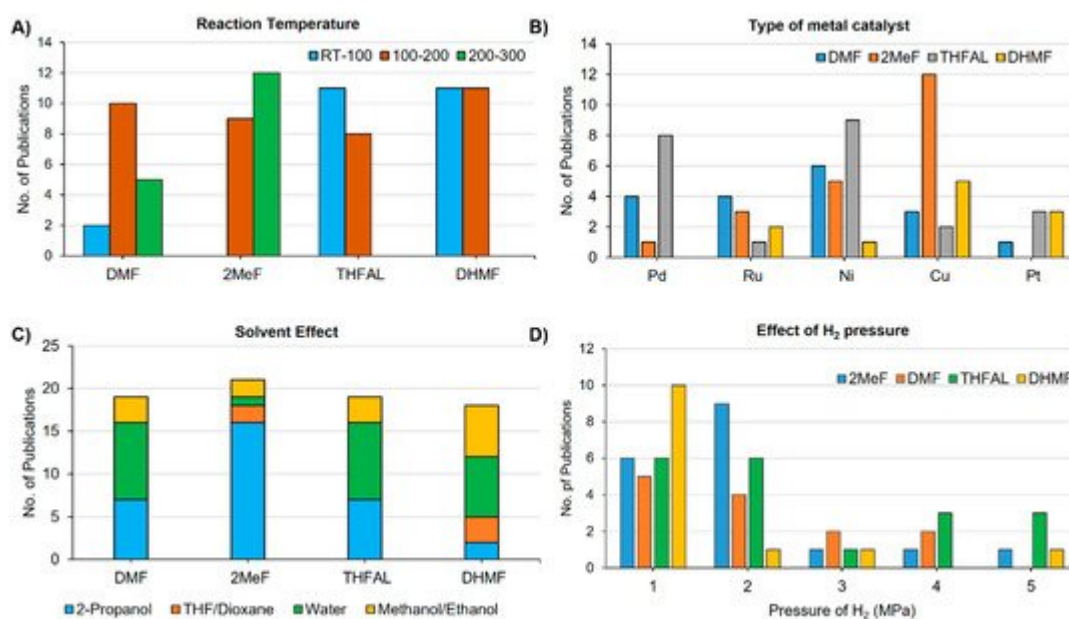 A)
Reaction Temperature
14
12
10
8
6
4
2
0
No. of Publications
RT-100 100-200 200-300
DMF 2MeF THFAL DHMF
B)
Type of metal catalyst
14
12
10
8
6
4
2
0
No. of Publications
DMF 2MeF THFAL DHMF
Pd Ru Ni Cu Pt
C)
Solvent Effect
25
20
15
10
5
0
No. of Publications
DMF 2MeF THFAL DHMF
2-Propanol THF/Dioxane Water Methanol/Ethanol
D)
Effect of H₂ pressure
12
10
8
6
4
2
0
No. pf Publications
2MeF DMF THFAL DHMF
1 2 3 4 5
Pressure of H₂ (MPa)